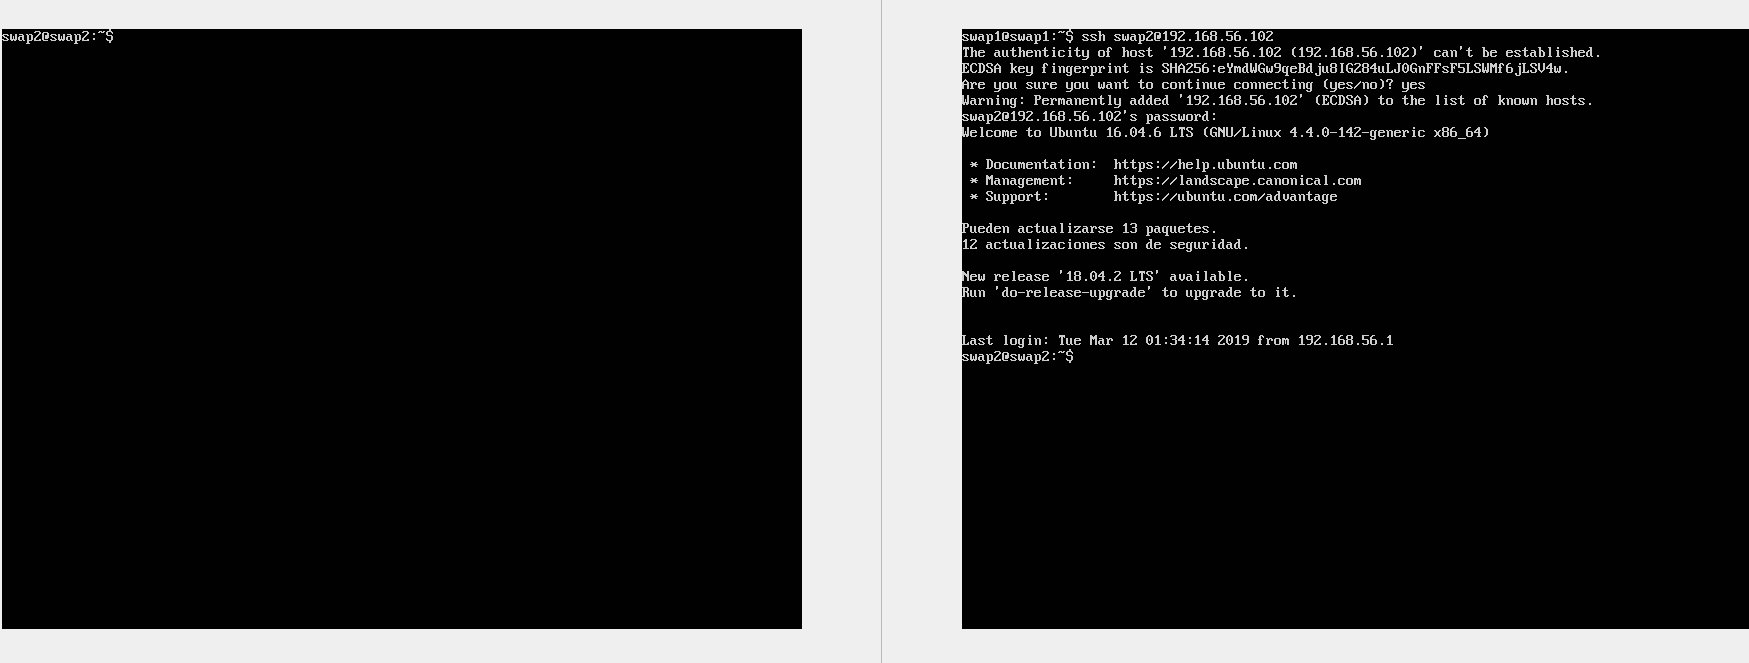 swap2@swap2:~$
swap1@swap1:~$ ssh swap2@192.168.56.102
The authenticity of host '192.168.56.102 (192.168.56.102)' can't be established.
ECDSA key fingerprint is SHA256:eYmdWGw9qeBdju8IG284uLJ0GnFFsF5LSWMf6jLSV4w.
Are you sure you want to continue connecting (yes/no)? yes
Warning: Permanently added '192.168.56.102' (ECDSA) to the list of known hosts.
swap2@192.168.56.102's password:
Welcome to Ubuntu 16.04.6 LTS (GNU/Linux 4.4.0-142-generic x86_64)
 * Documentation:  https://help.ubuntu.com
 * Management:     https://landscape.canonical.com
 * Support:        https://ubuntu.com/advantage
Pueden actualizarse 13 paquetes.
12 actualizaciones son de seguridad.
New release '18.04.2 LTS' available.
Run 'do-release-upgrade' to upgrade to it.
Last login: Tue Mar 12 01:34:14 2019 from 192.168.56.1
swap2@swap2:~$